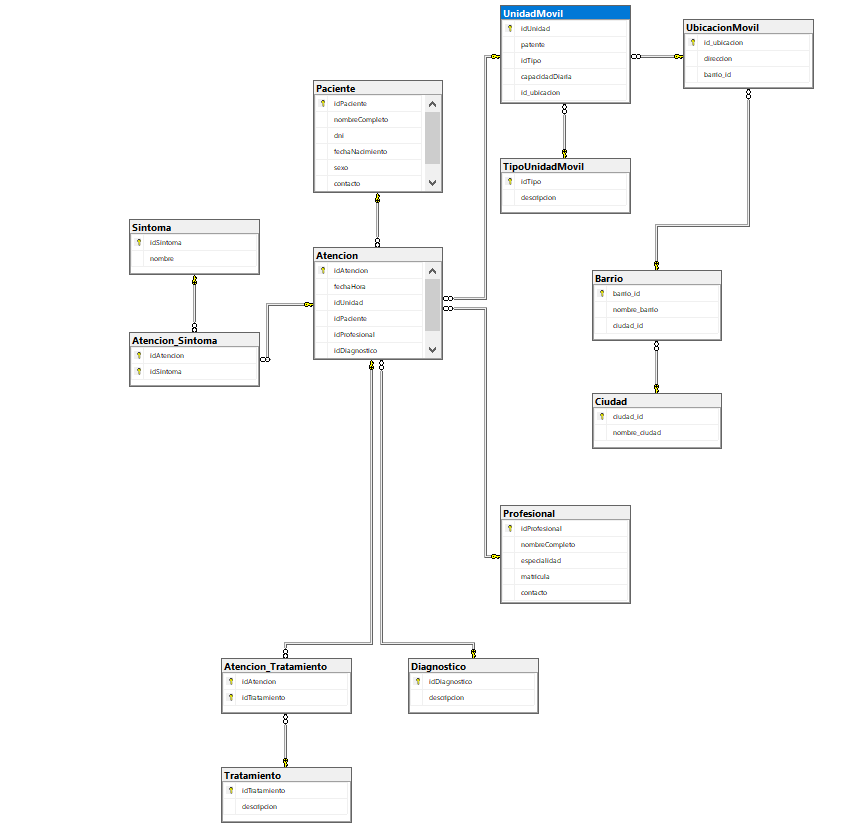 UnidadMovil
idUnidad
patente
idTipo
capacidadDiaria
id_ubicacion
UbicacionMovil
id_ubicacion
direccion
barrio_id
Paciente
idPaciente
nombreCompleto
dni
fechaNacimiento
sexo
contacto
TipoUnidadMovil
idTipo
descripcion
Sintoma
idSintoma
nombre
Atencion
idAtencion
fechaHora
idUnidad
idPaciente
idProfesional
idDiagnostico
Barrio
barrio_id
nombre_barrio
ciudad_id
Atencion_Sintoma
idAtencion
idSintoma
Ciudad
ciudad_id
nombre_ciudad
Profesional
idProfesional
nombreCompleto
especialidad
matricula
contacto
Atencion_Tratamiento
idAtencion
idTratamiento
Diagnostico
idDiagnostico
descripcion
Tratamiento
idTratamiento
descripcion